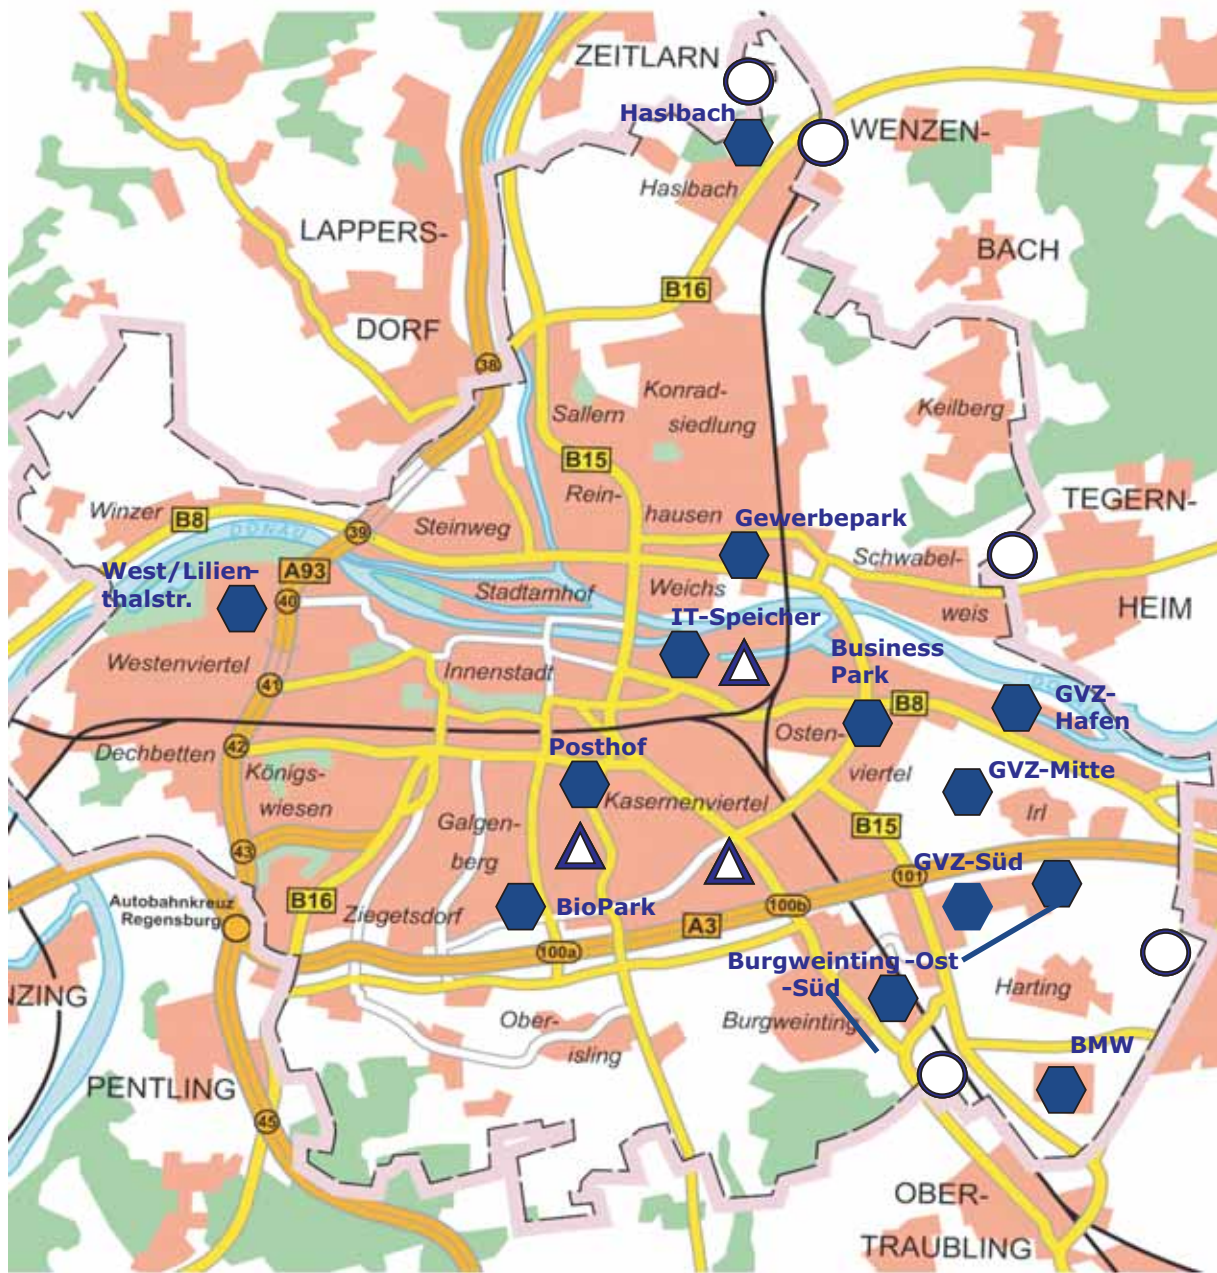 ZEITLARN
Haslbach
WENZEN-
Haslbach
LAPPERS-
BACH
B16
DORF
38
Konrad-
siedlung
Sallern
Keilberg
B15
Rein-
hausen
TEGERN-
Winzer
B8
DONAU
39
Steinweg
Gewerbepark
Schwabel-
weis
West/Lilien-
thalstr.
A93
40
Stadtamhof
Weichs
HEIM
IT-Speicher
Westenviertel
41
Innenstadt
Business
Park
B8
GVZ-
Hafen
Dechbetten
42
Posthof
Osten-
viertel
GVZ-Mitte
Königs-
wiesen
Kasernenviertel
Irl
Galgen-
berg
B15
43
GVZ-Süd
101
Autobahnkreuz
Regensburg
B16
Ziegetsdorf
BioPark
100b
A3
100a
Burgweinting-Ost
-Süd
NZING
Harting
Ober-
isling
Burgweinting
BMW
PENTLING
45
OBER-
TRAUBLING